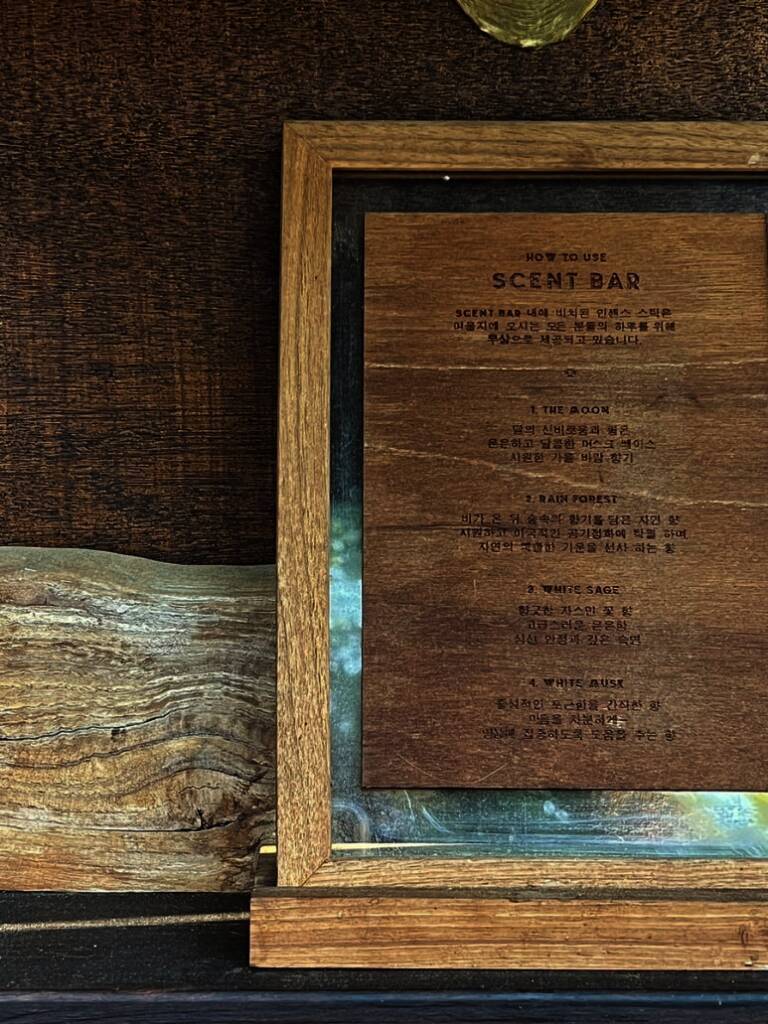 HOW TO USE
SCENT BAR
SCENT BAR 내에 비치된 인센스 스틱은
머물지에 오시는 모든 분들의 하루를 위해
무상으로 제공되고 있습니다.
1. THE MOON
달의 신비로움과 평온
은은하고 달콤한 머스크 베이스
시원한 가을 바람 향기
2. RAIN FOREST
비가 온 뒤 숲속의 향기를 담은 자연 향
시원하고 이국적인 공기정화에 탁월 하며
자연의 기운을 선사 하는 향
3. WHITE SAGE
향긋한 자스민 꽃 향
고급스러운 은은한
심신 안정과 깊은 숙면
4. WHITE MUSK
중성적인 포근함을 간직한 향
마음을 차분하게
집중하도록 도움을 주는 향